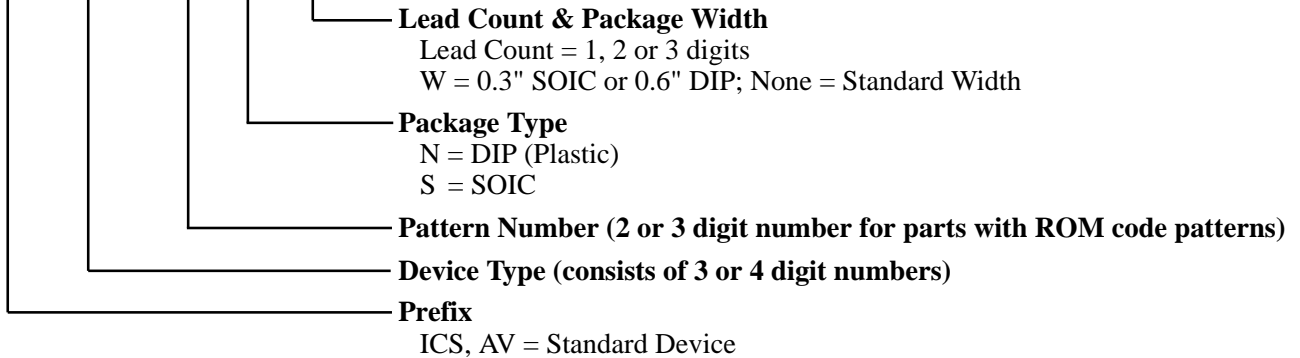 Lead Count & Package Width
Lead Count = 1, 2 or 3 digits
W = 0.3" SOIC or 0.6" DIP; None = Standard Width
Package Type
N = DIP (Plastic)
S = SOIC
Pattern Number (2 or 3 digit number for parts with ROM code patterns)
Device Type (consists of 3 or 4 digit numbers)
Prefix
ICS, AV = Standard Device